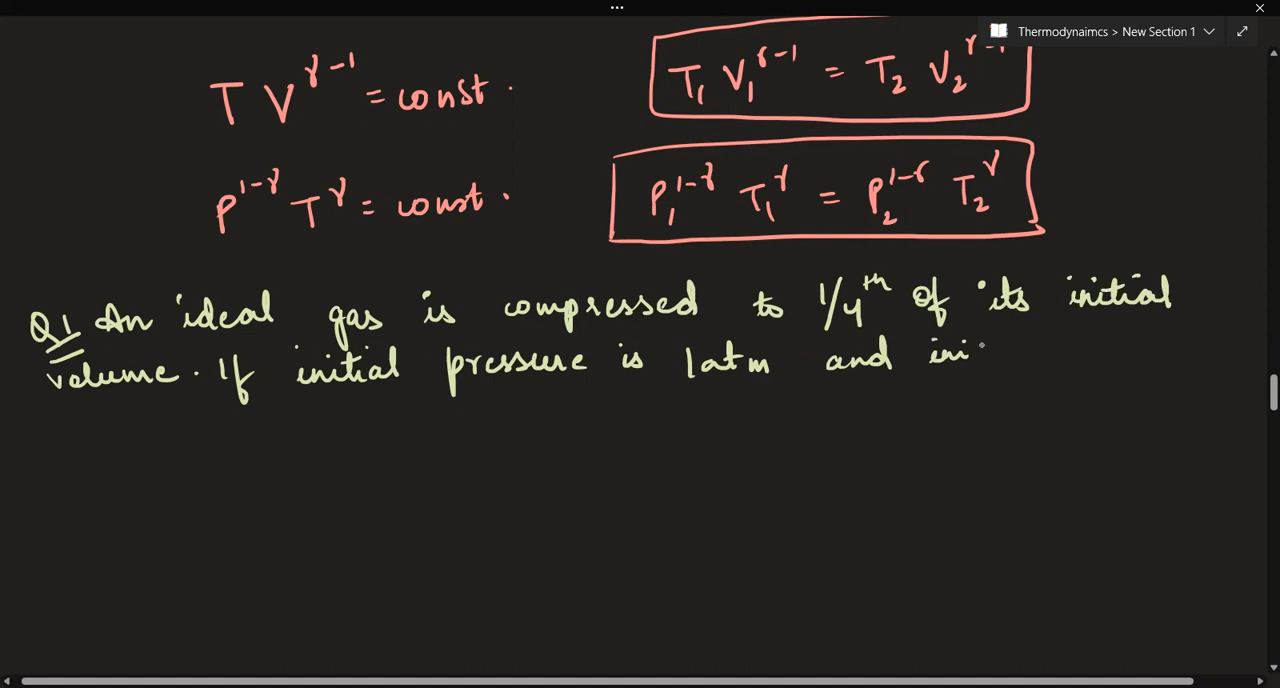 Thermodynaimcs > New Section 1
T V^γ-1 = const.
T₁ V₁^γ-1 = T₂ V₂^γ-1
P^1-γ T^γ = const.
P₁^1-γ T₁^γ = P₂^1-γ T₂^γ
Q1 An ideal gas is compressed to 1/4th of its initial
volume. If initial pressure is 1atm and ini